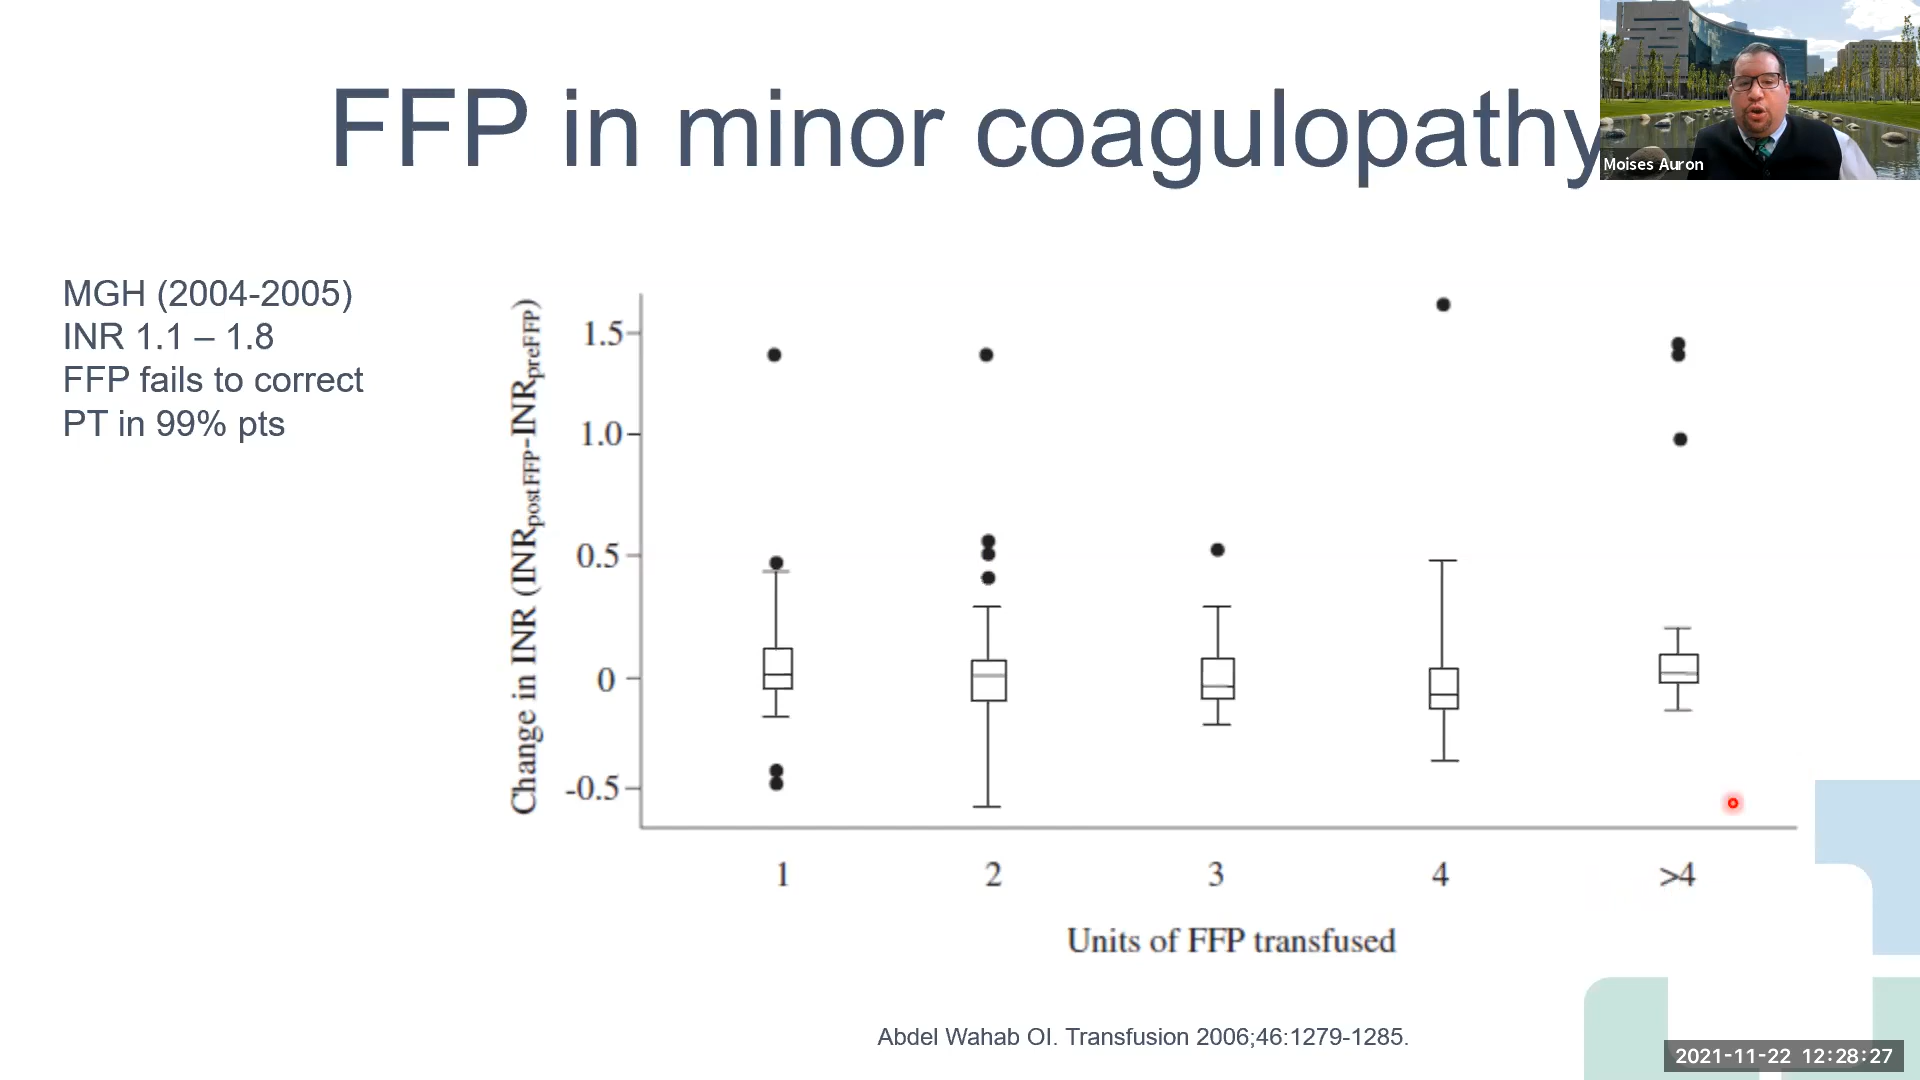 FFP in minor coagulopathy
Moises Auron
MGH (2004-2005)
INR 1.1 – 1.8
FFP fails to correct
PT in 99% pts
Change in INR (INRpostFFP-INRpreFFP)
1.5
1.0
0.5
0
-0.5
1
2
3
4
>4
Units of FFP transfused
Abdel Wahab OI. Transfusion 2006;46:1279-1285.
2021-11-22 12:28:27